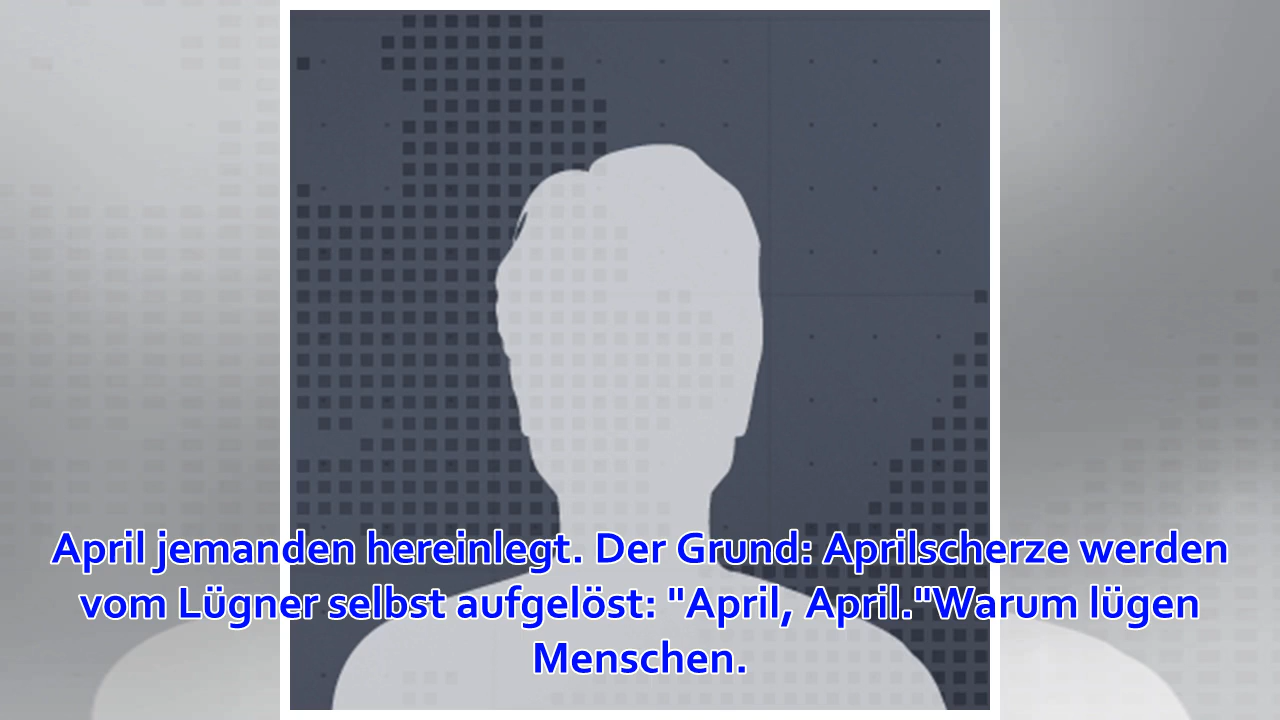 April jemanden hereinlegt. Der Grund: Aprilscherze werden
vom Lügner selbst aufgelöst: "April, April."Warum lügen
Menschen.